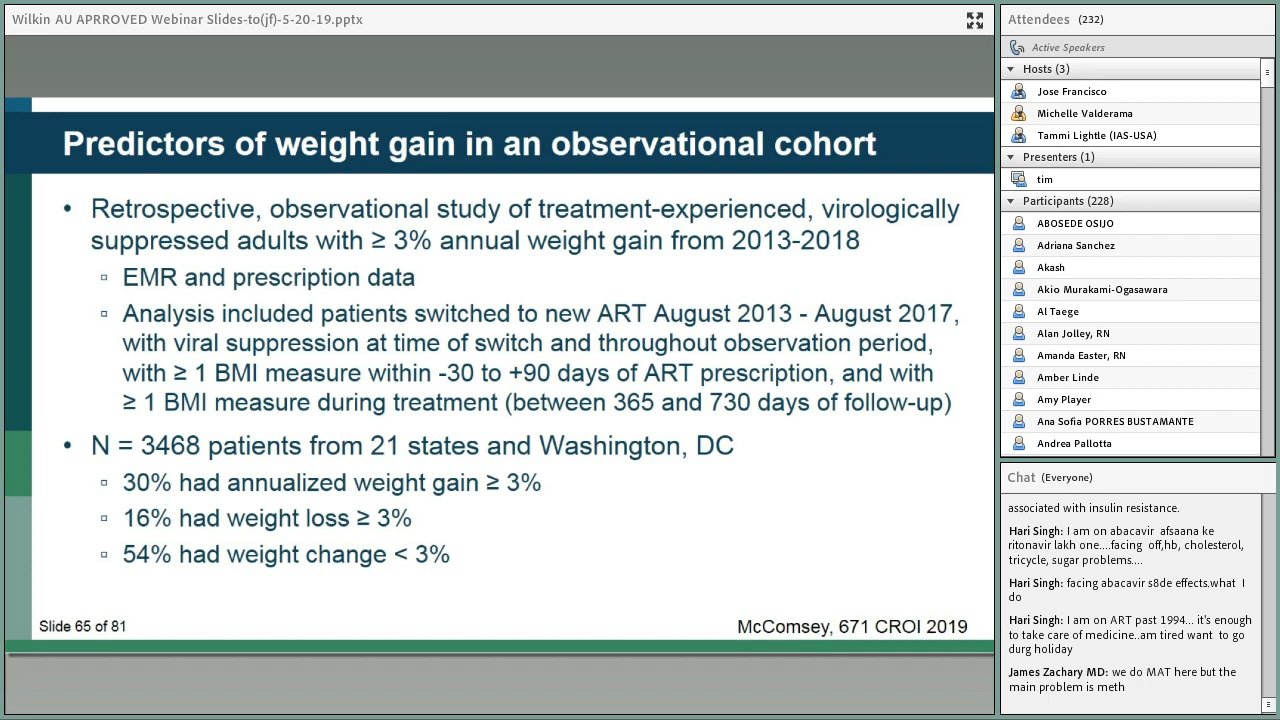 Wilkin AU APRROVED Webinar Slides-to(jf)-5-20-19.pptx
Predictors of weight gain in an observational cohort
• Retrospective, observational study of treatment-experienced, virologically
suppressed adults with ≥ 3% annual weight gain from 2013-2018
▫ EMR and prescription data
▫ Analysis included patients switched to new ART August 2013 - August 2017,
with viral suppression at time of switch and throughout observation period,
with ≥ 1 BMI measure within -30 to +90 days of ART prescription, and with
≥ 1 BMI measure during treatment (between 365 and 730 days of follow-up)
• N = 3468 patients from 21 states and Washington, DC
▫ 30% had annualized weight gain ≥ 3%
▫ 16% had weight loss ≥ 3%
▫ 54% had weight change < 3%
Slide 65 of 81
McComsey, 671 CROI 2019
Attendees (232)
Active Speakers
Hosts (3)
Jose Francisco
Michelle Valderama
Tammi Lightle (IAS-USA)
Presenters (1)
tim
Participants (228)
ABOSEDE OSIJO
Adriana Sanchez
Akash
Akio Murakami-Ogasawara
Al Taege
Alan Jolley, RN
Amanda Easter, RN
Amber Linde
Amy Player
Ana Sofia PORRES BUSTAMANTE
Andrea Pallotta
Chat (Everyone)
associated with insulin resistance.
Hari Singh: I am on abacavir afsaana ke
ritonavir lakh one....facing off,hb, cholesterol,
tricycle, sugar problems....
Hari Singh: facing abacavir s8de effects.what I
do
Hari Singh: I am on ART past 1994... it's enough
to take care of medicine..am tired want to go
durg holiday
James Zachary MD: we do MAT here but the
main problem is meth